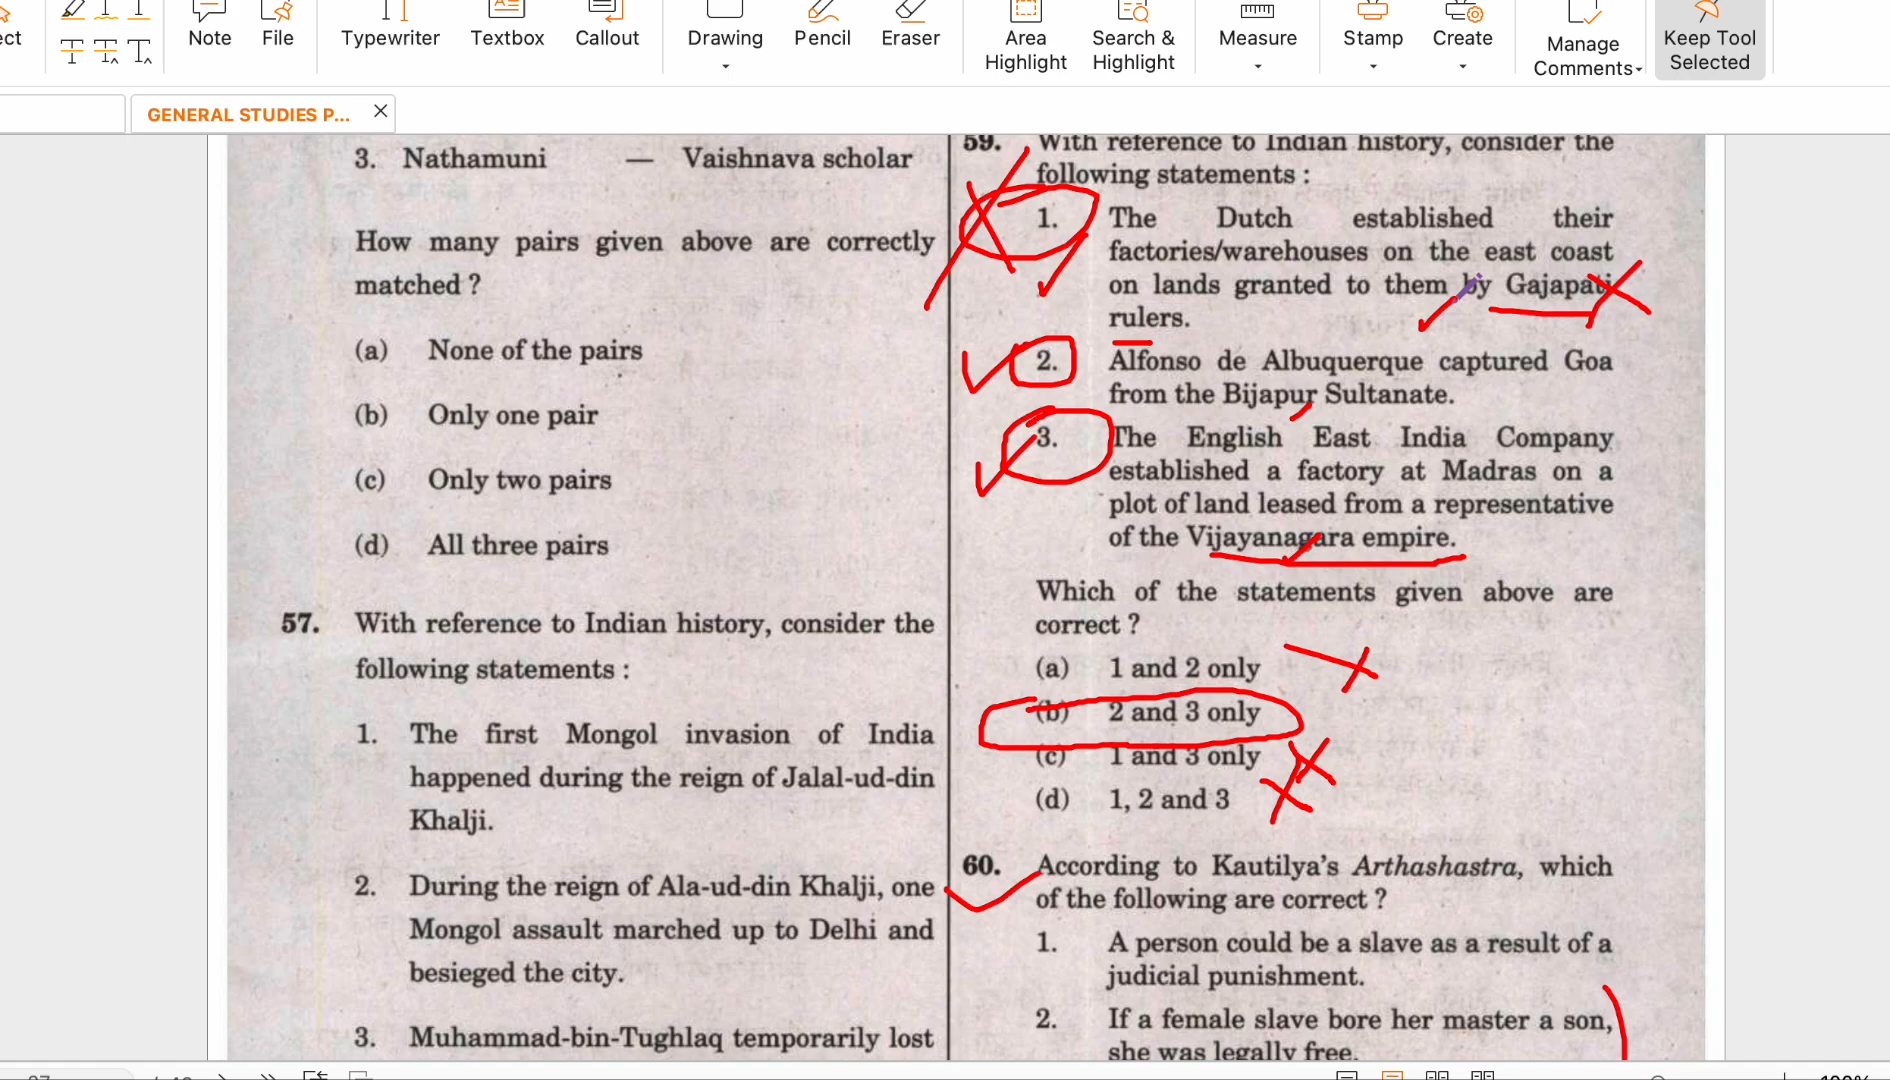 Note
File
Typewriter
Textbox
Callout
Drawing
Pencil
Eraser
Area
Highlight
Search &
Highlight
Measure
Stamp
Create
Manage
Comments
Keep Tool
Selected
GENERAL STUDIES P...
3. Nathamuni — Vaishnava scholar
How many pairs given above are correctly
matched ?
(a) None of the pairs
(b) Only one pair
(c) Only two pairs
(d) All three pairs
57. With reference to Indian history, consider the
following statements :
1. The first Mongol invasion of India
happened during the reign of Jalal-ud-din
Khalji.
2. During the reign of Ala-ud-din Khalji, one
Mongol assault marched up to Delhi and
besieged the city.
3. Muhammad-bin-Tughlaq temporarily lost
59. With reference to Indian history, consider the
following statements :
1. The Dutch established their
factories/warehouses on the east coast
on lands granted to them by Gajapati
rulers.
2. Alfonso de Albuquerque captured Goa
from the Bijapur Sultanate.
3. The English East India Company
established a factory at Madras on a
plot of land leased from a representative
of the Vijayanagara empire.
Which of the statements given above are
correct ?
(a) 1 and 2 only
(b) 2 and 3 only
(c) 1 and 3 only
(d) 1, 2 and 3
60. According to Kautilya's Arthashastra, which
of the following are correct ?
1. A person could be a slave as a result of a
judicial punishment.
2. If a female slave bore her master a son,
she was legally free.